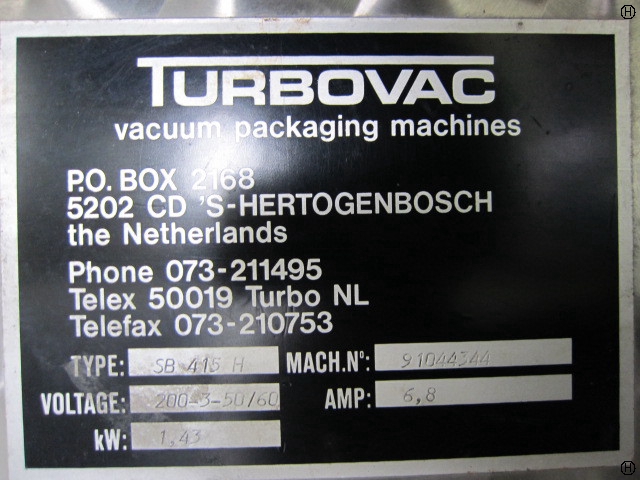 TURBOVAC
vacuum packaging machines
P.O. BOX 2168
5202 CD 'S-HERTOGENBOSCH
the Netherlands
Phone 073-211495
Telex 50019 Turbo NL
Telefax 073-210753
TYPE: SB 415 H MACH.Nº: 91044344
VOLTAGE: 200-3-50/60 AMP: 6,8
kW: 1,43